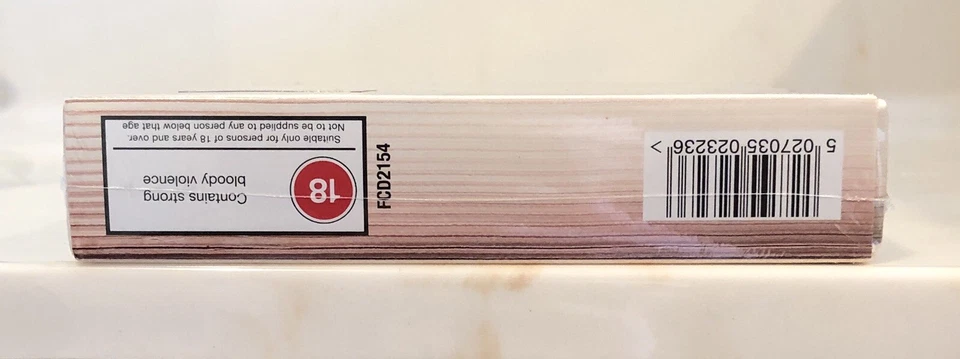 18
Contains strong
bloody violence
Suitable only for persons of 18 years and over.
Not to be supplied to any person below that age
FCD2154
5 027035 023236 >